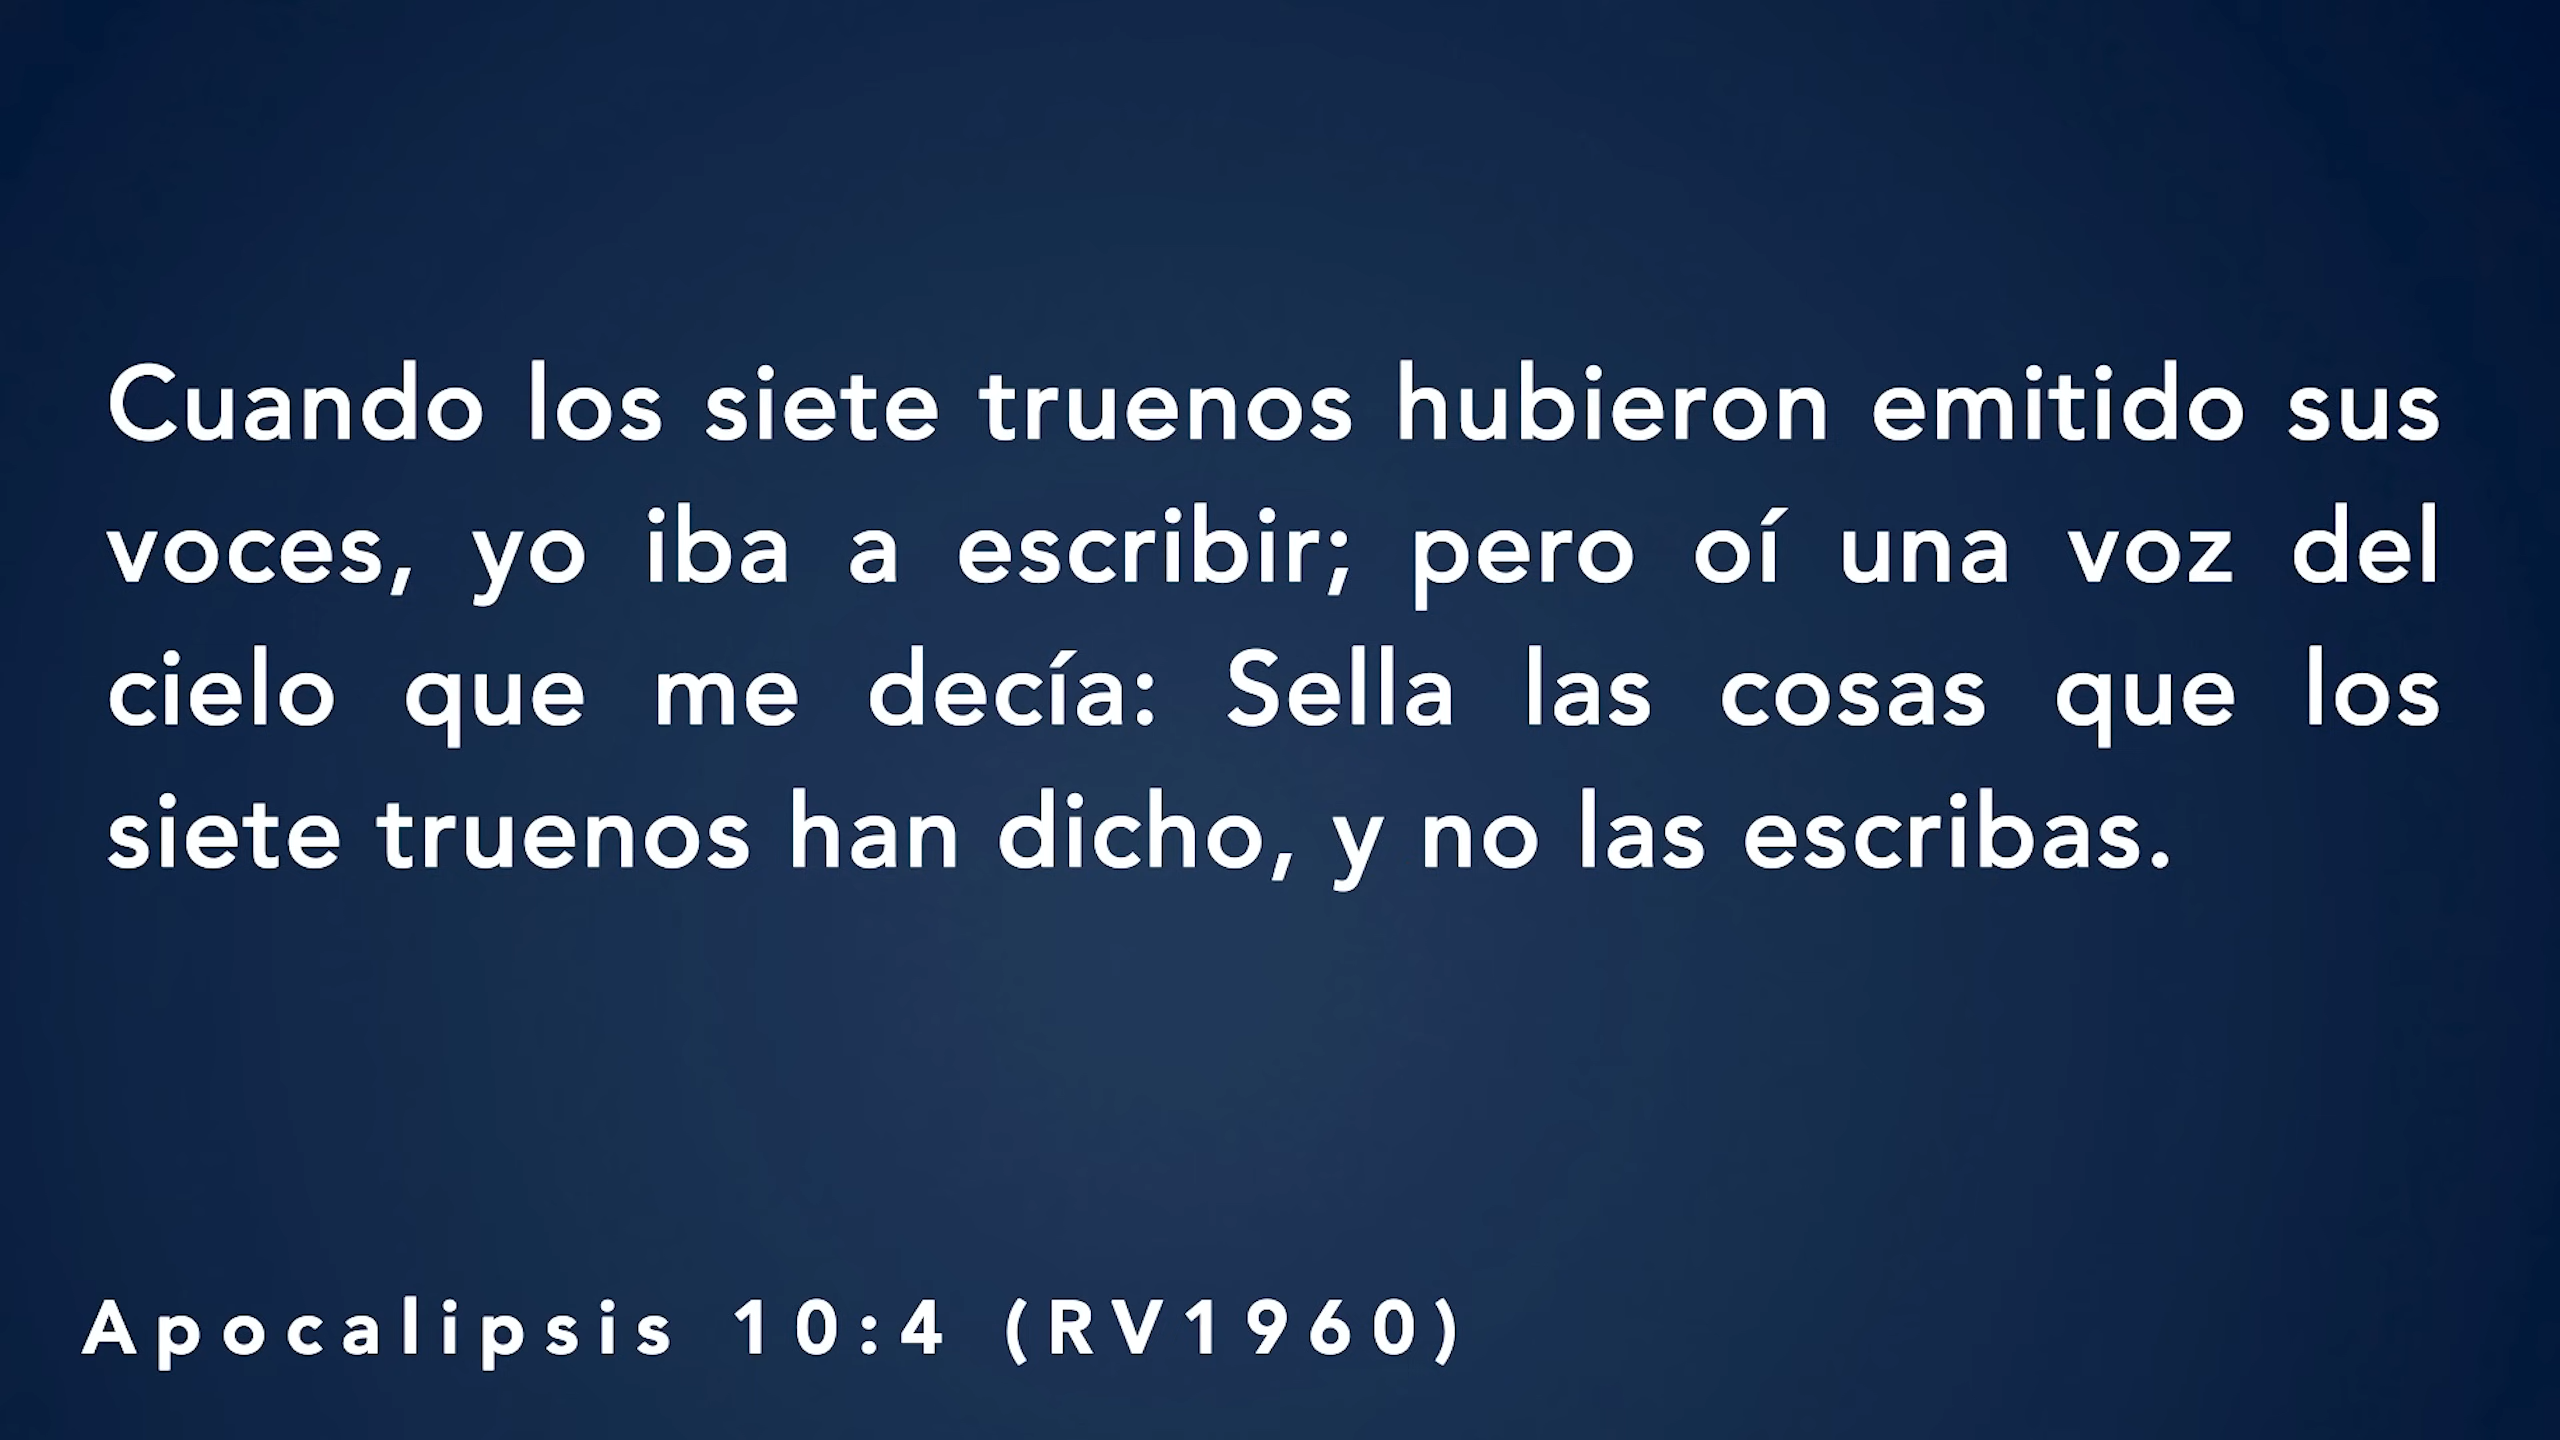 Cuando los siete truenos hubieron emitido sus
voces, yo iba a escribir; pero oí una voz del
cielo que me decía: Sella las cosas que los
siete truenos han dicho, y no las escribas.
Apocalipsis 10:4 (RV1960)